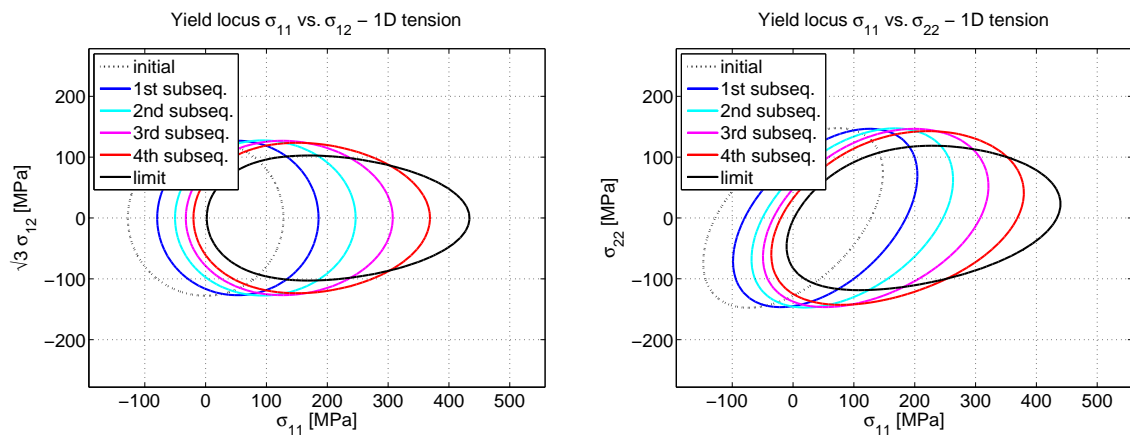 Yield locus σ11 vs. σ12 − 1D tension
√3 σ12 [MPa]
200
100
0
−100
−200
initial
1st subseq.
2nd subseq.
3rd subseq.
4th subseq.
limit
−100 0 100 200 300 400 500
σ11 [MPa]
Yield locus σ11 vs. σ22 − 1D tension
σ22 [MPa]
200
100
0
−100
−200
initial
1st subseq.
2nd subseq.
3rd subseq.
4th subseq.
limit
−100 0 100 200 300 400 500
σ11 [MPa]